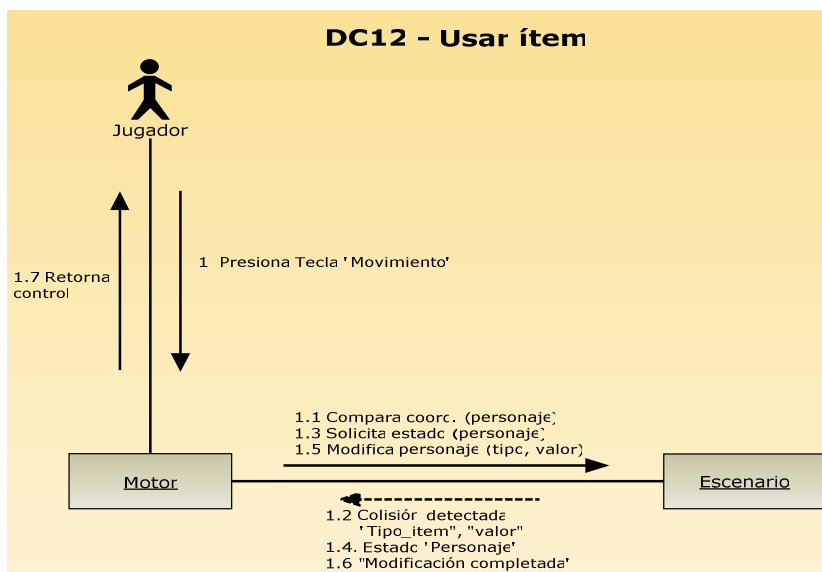 DC12 - Usar ítem
Jugador
1 Presiona Tecla 'Movimiento'
1.7 Retorna
control
1.1 Compara coord. (personaje)
1.3 Solicita estado (personaje)
1.5 Modifica personaje (tipo, valor)
Motor
Escenario
1.2 Colisión detectada
'Tipo_item", "valor"
1.4. Estado 'Personaje'
1.6 "Modificación completada'